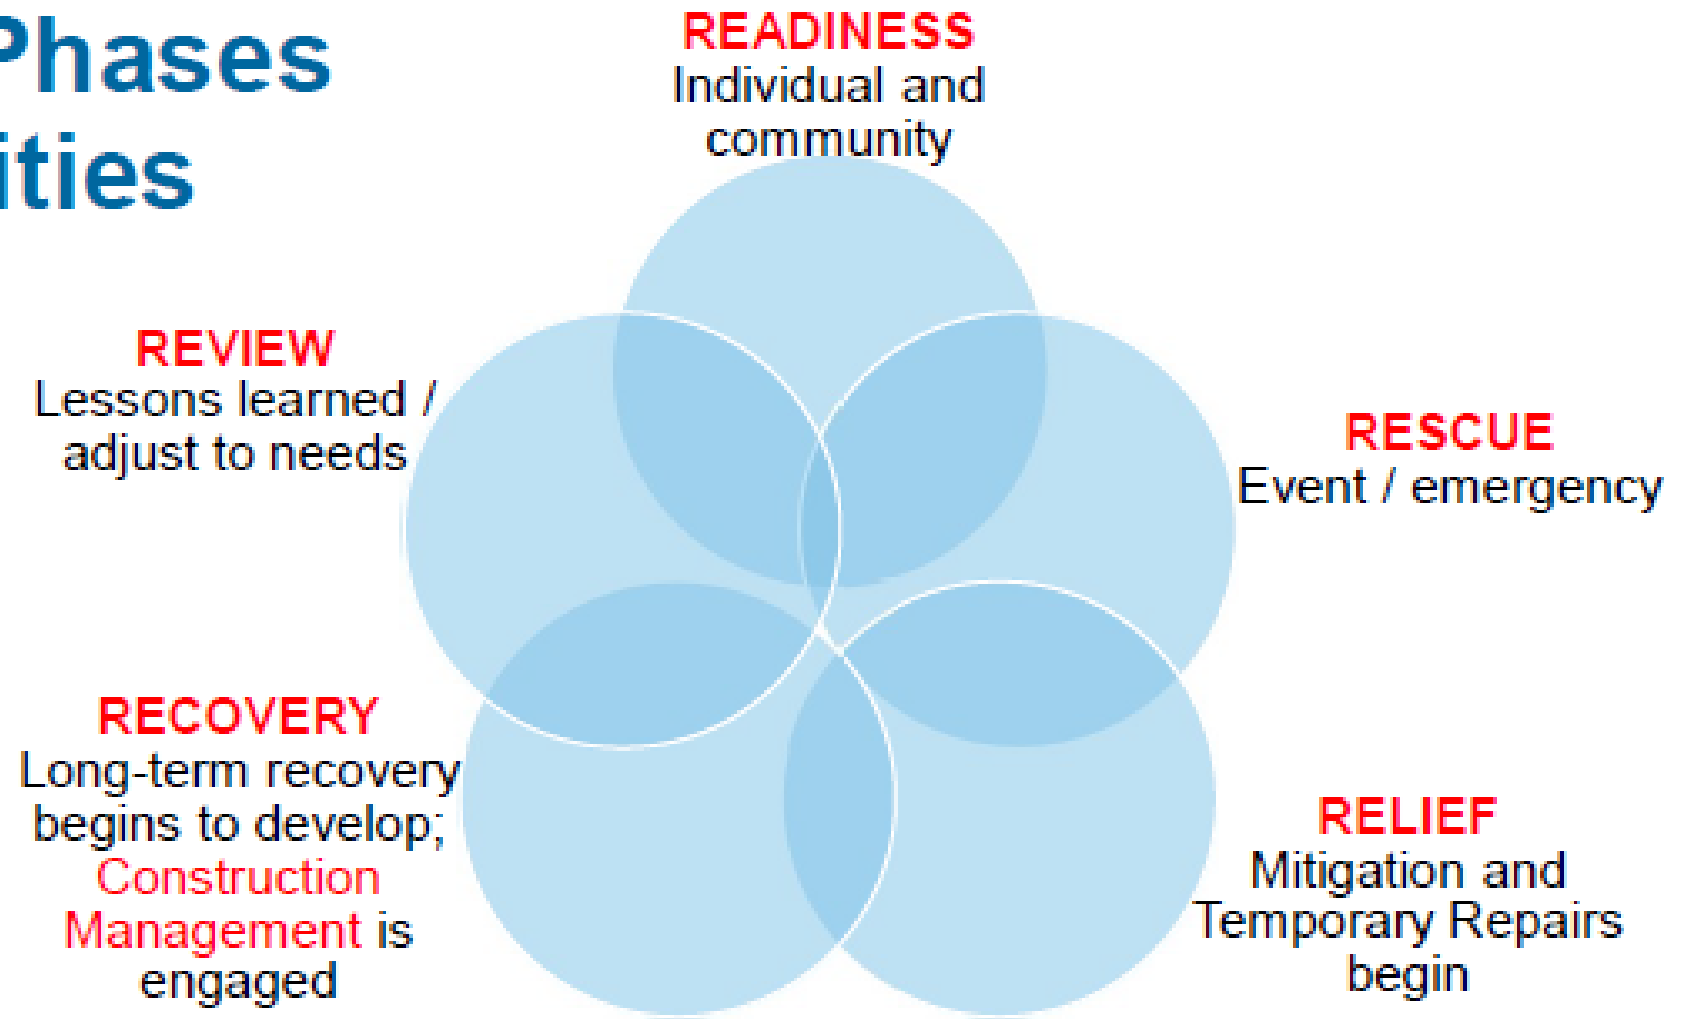 Phases
ities
READINESS
Individual and
community
REVIEW
Lessons learned /
adjust to needs
RESCUE
Event / emergency
RECOVERY
Long-term recovery
begins to develop;
Construction
Management is
engaged
RELIEF
Mitigation and
Temporary Repairs
begin